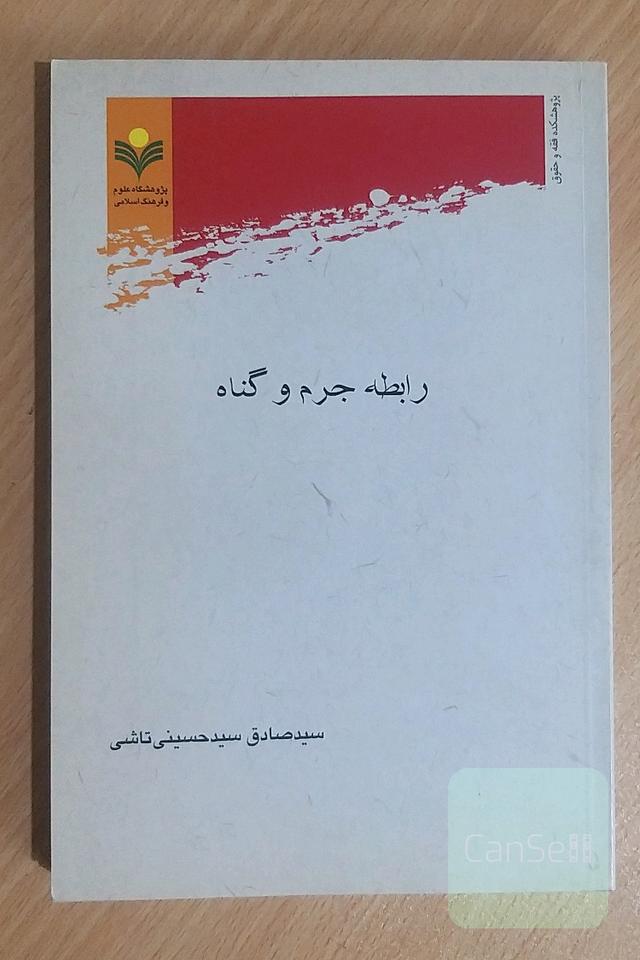 پژوهشگاه علوم
و فرهنگ اسلامی
پژوهشکده فقه و حقوق
رابطه جرم و گناه
سیدصادق سیدحسینی‌تاشی
CanSell